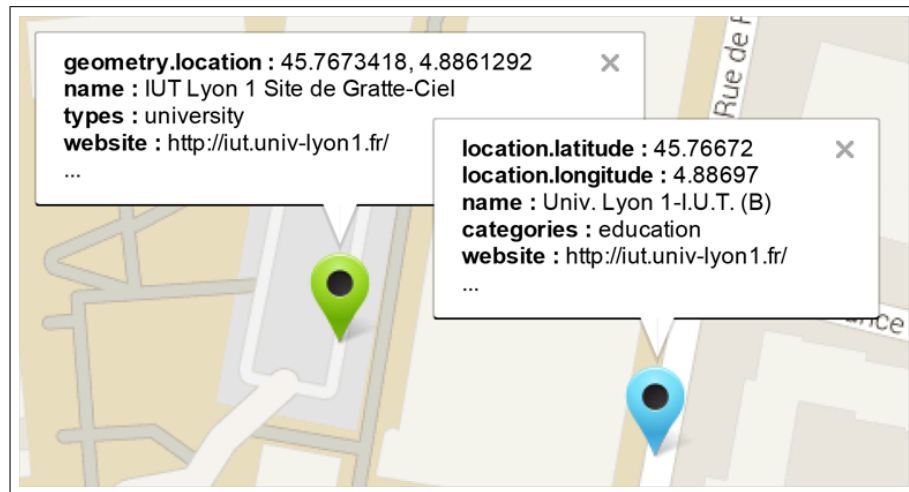 geometry.location : 45.7673418, 4.8861292
name : IUT Lyon 1 Site de Gratte-Ciel
types : university
website : http://iut.univ-lyon1.fr/
...
Rue de
location.latitude : 45.76672
location.longitude : 4.88697
name : Univ. Lyon 1-I.U.T. (B)
categories : education
website : http://iut.univ-lyon1.fr/
...